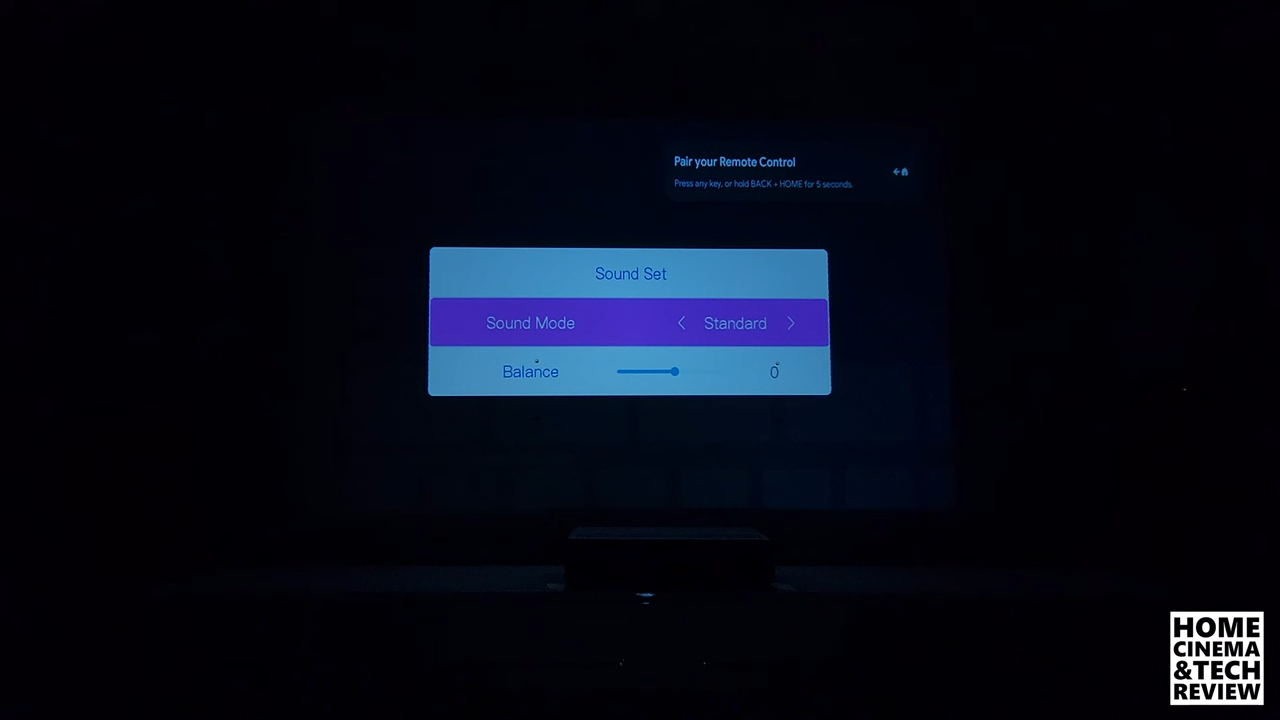 Pair your Remote Control
Press any key, or hold BACK + HOME for 5 seconds.
Sound Set
Sound Mode < Standard >
Balance 0
HOME
CINEMA
&TECH
REVIEW